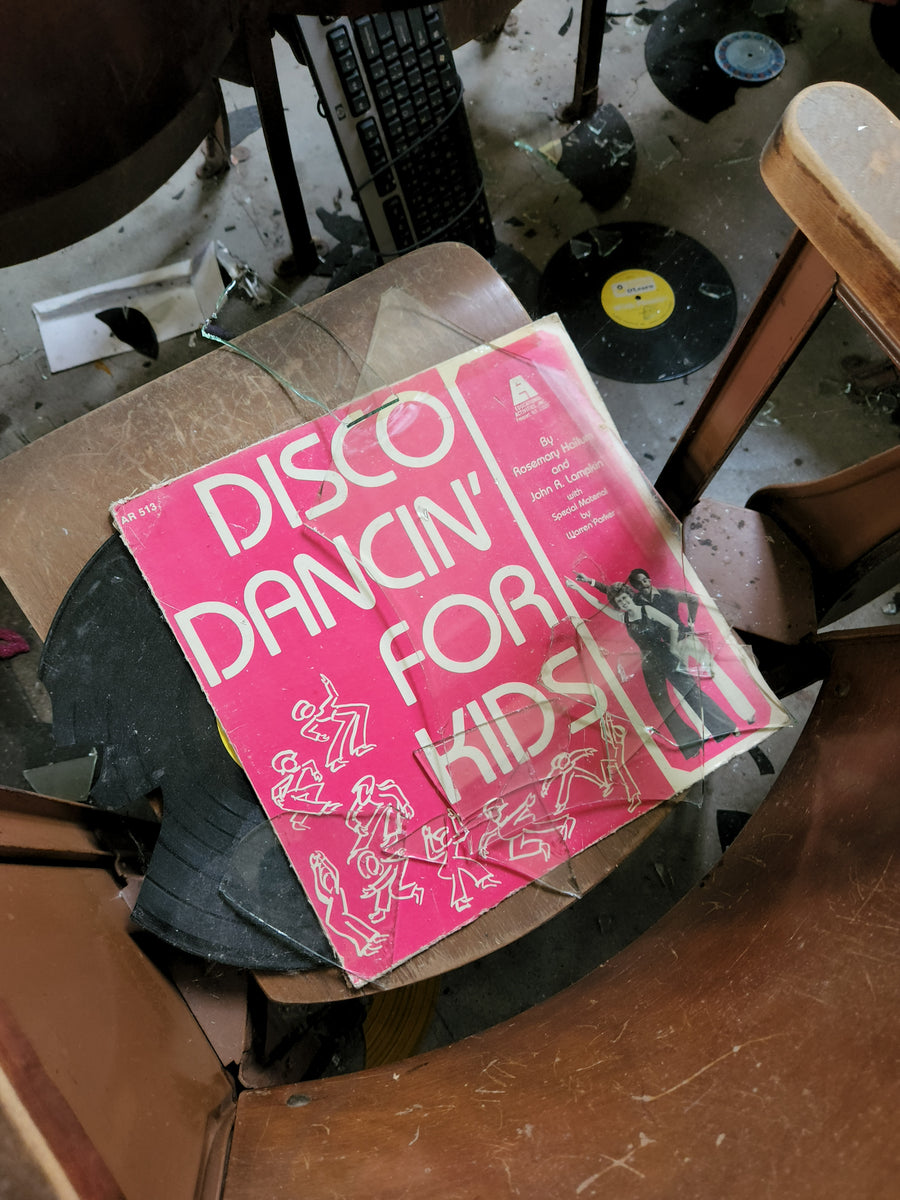 AR 513
DISCO
DANCIN'
FOR
KIDS
By
Rosemary Hallum
and
John R. Lampkin
with
Special Material
by
Warren Parker